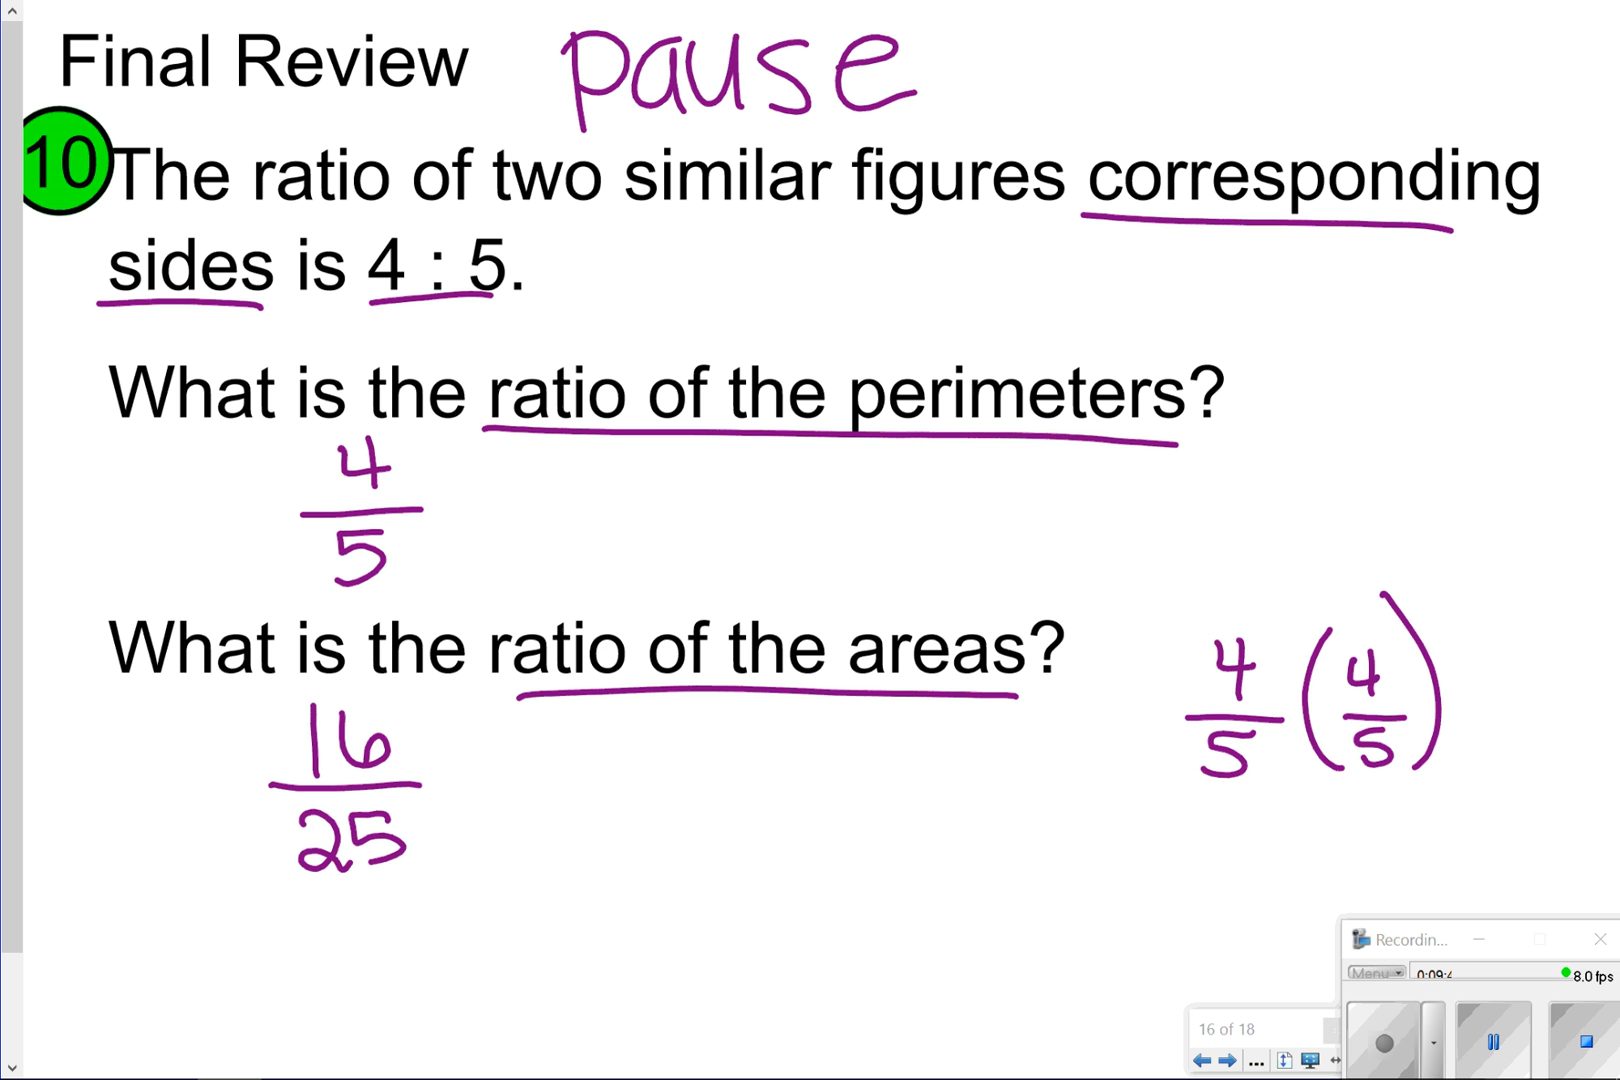 Final Review pause
10 The ratio of two similar figures corresponding
sides is 4 : 5.
What is the ratio of the perimeters?
4
5
What is the ratio of the areas?
16
25
4 ( 4 )
5 5
Recordin...
Menu 8.0 fps
16 of 18